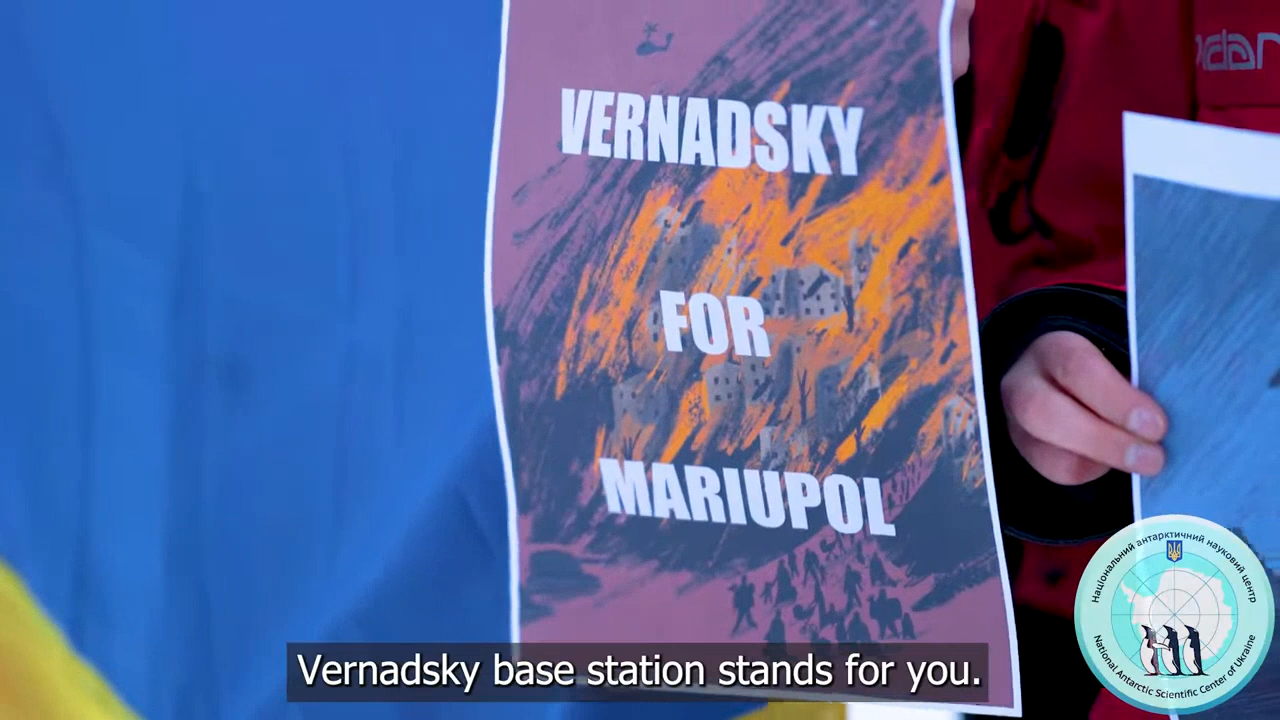 VERNADSKY
FOR
MARIUPOL
Національний антарктичний науковий центр
National Antarctic Scientific Center of Ukraine
Vernadsky base station stands for you.